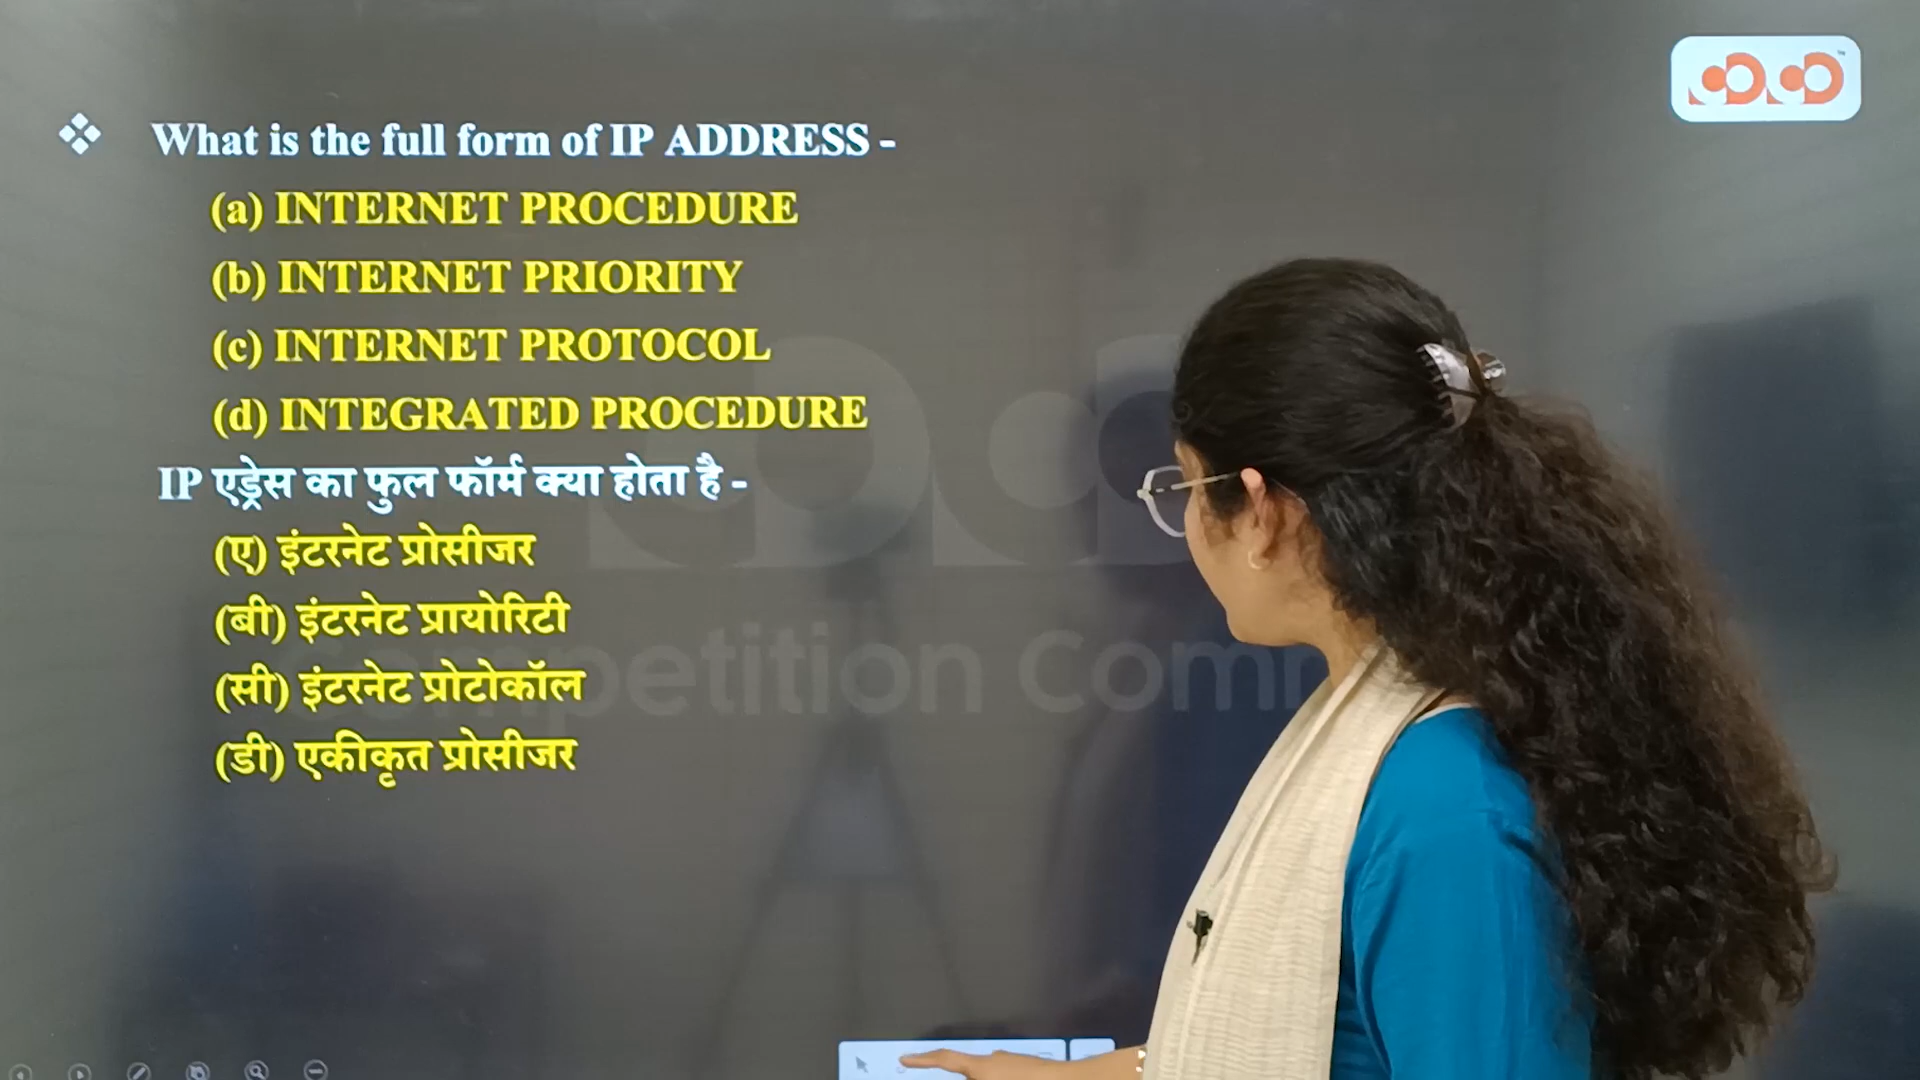 What is the full form of IP ADDRESS -
(a) INTERNET PROCEDURE
(b) INTERNET PRIORITY
(c) INTERNET PROTOCOL
(d) INTEGRATED PROCEDURE
IP एड्रेस का फुल फॉर्म क्या होता है -
(ए) इंटरनेट प्रोसीजर
(बी) इंटरनेट प्रायोरिटी
(सी) इंटरनेट प्रोटोकॉल
(डी) एकीकृत प्रोसीजर